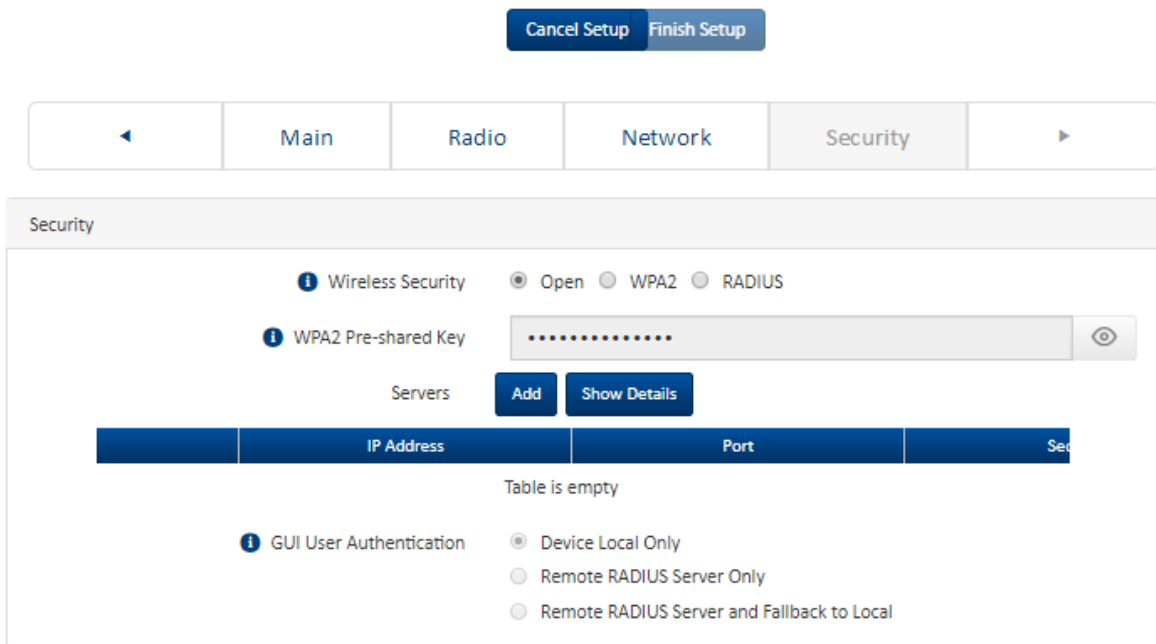 Cancel Setup Finish Setup
Main Radio Network Security
Security
Wireless Security Open WPA2 RADIUS
WPA2 Pre-shared Key ••••••••••••••
Servers Add Show Details
IP Address Port Sec
Table is empty
GUI User Authentication Device Local Only
Remote RADIUS Server Only
Remote RADIUS Server and Fallback to Local